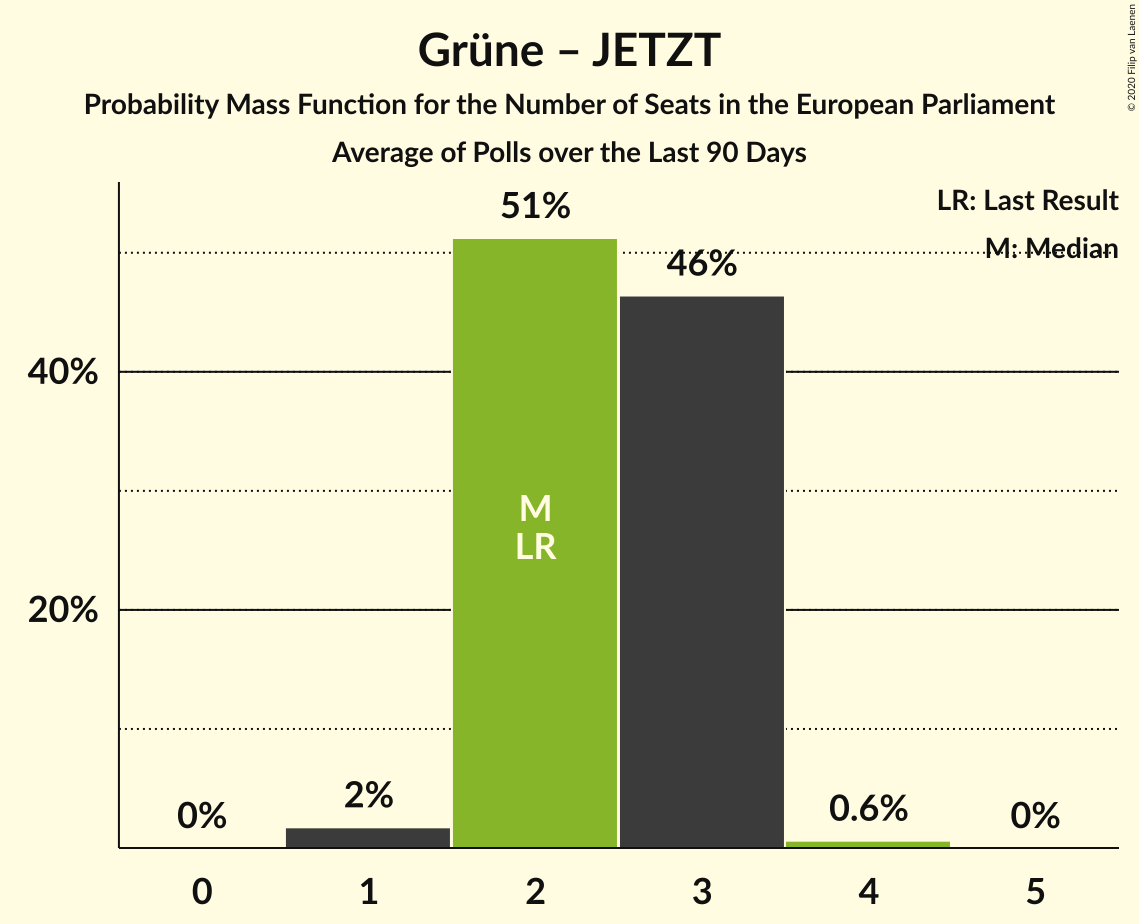 Grüne – JETZT
Probability Mass Function for the Number of Seats in the European Parliament
Average of Polls over the Last 90 Days
© 2020 Filip van Laenen
LR: Last Result
M: Median
51%
46%
40%
M
LR
20%
0%
2%
0.6%
0%
0
1
2
3
4
5